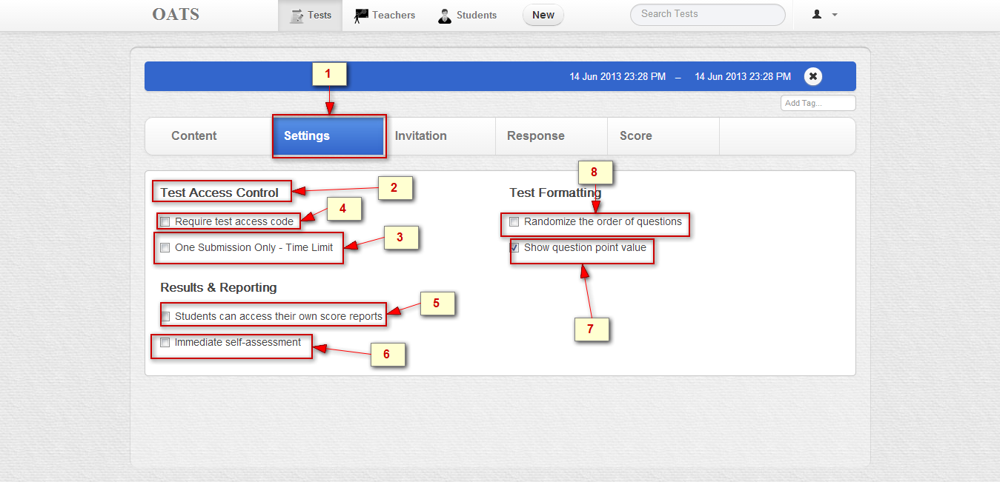 OATS Tests Teachers Students New Search Tests
1 14 Jun 2013 23:28 PM – 14 Jun 2013 23:28 PM
Add Tag...
Content Settings Invitation Response Score
8
Test Access Control 2 Test Formatting
4
Require test access code Randomize the order of questions
3
One Submission Only - Time Limit Show question point value
Results & Reporting
5
Students can access their own score reports
7
Immediate self-assessment
6